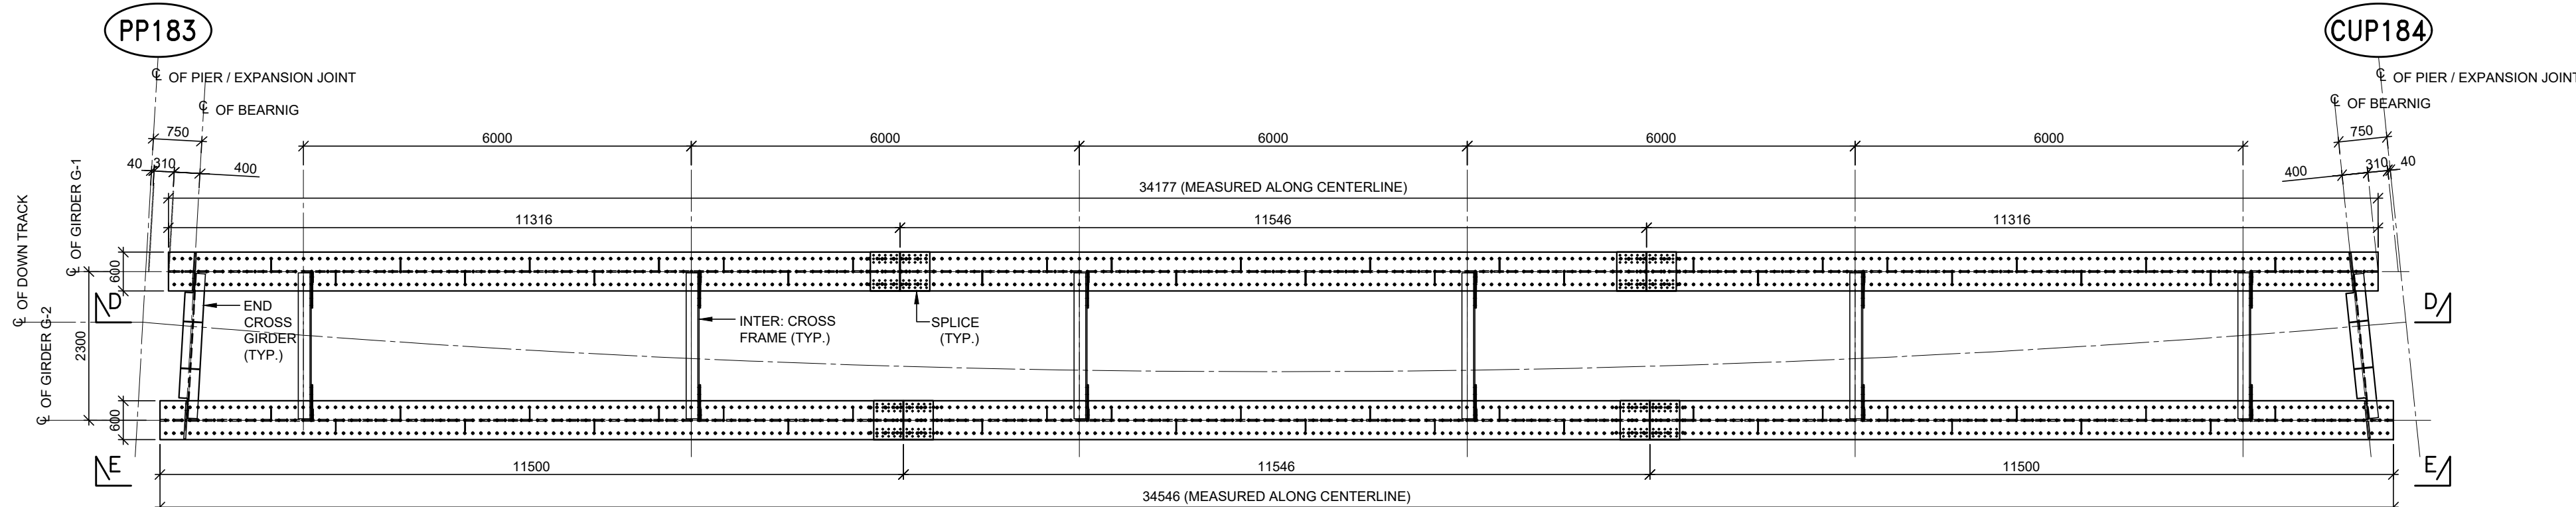 PP183
CUP184
℄ OF PIER / EXPANSION JOINT
℄ OF PIER / EXPANSION JOINT
℄ OF BEARNIG
℄ OF BEARNIG
750
6000
6000
6000
6000
6000
750
40
310
400
400
310
40
34177 (MEASURED ALONG CENTERLINE)
11316
11546
11316
℄ OF DOWN TRACK
℄ OF GIRDER G-1
℄ OF GIRDER G-2
600
2300
600
D
D
END
CROSS
GIRDER
(TYP.)
INTER: CROSS
FRAME (TYP.)
SPLICE
(TYP.)
E
E
11500
11546
11500
34546 (MEASURED ALONG CENTERLINE)